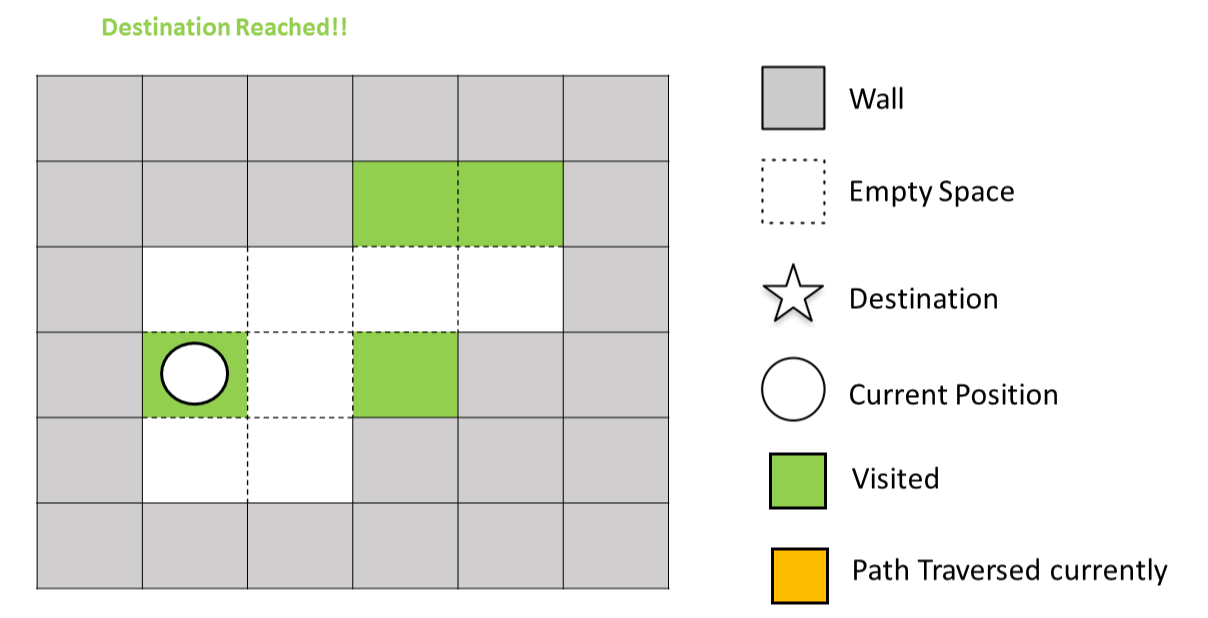 Destination Reached!!
Wall
Empty Space
Destination
Current Position
Visited
Path Traversed currently